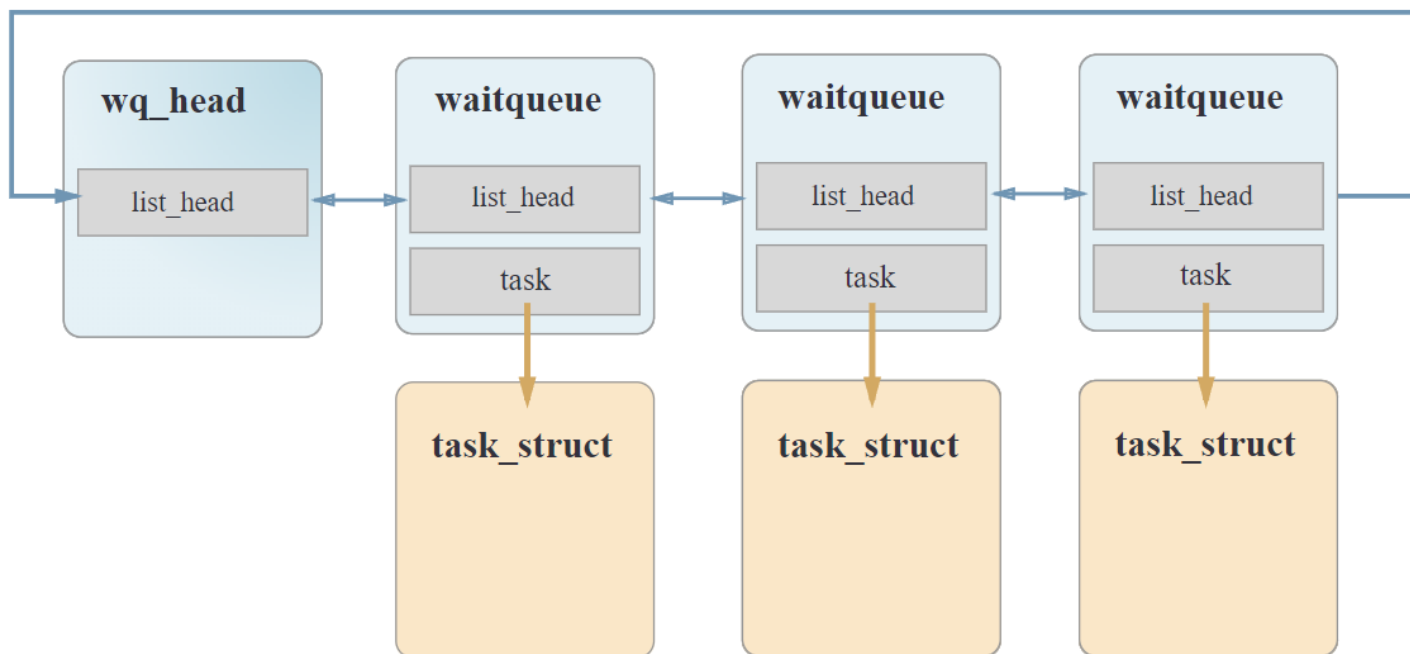 wq_head
list_head
waitqueue
list_head
task
waitqueue
list_head
task
waitqueue
list_head
task
task_struct
task_struct
task_struct